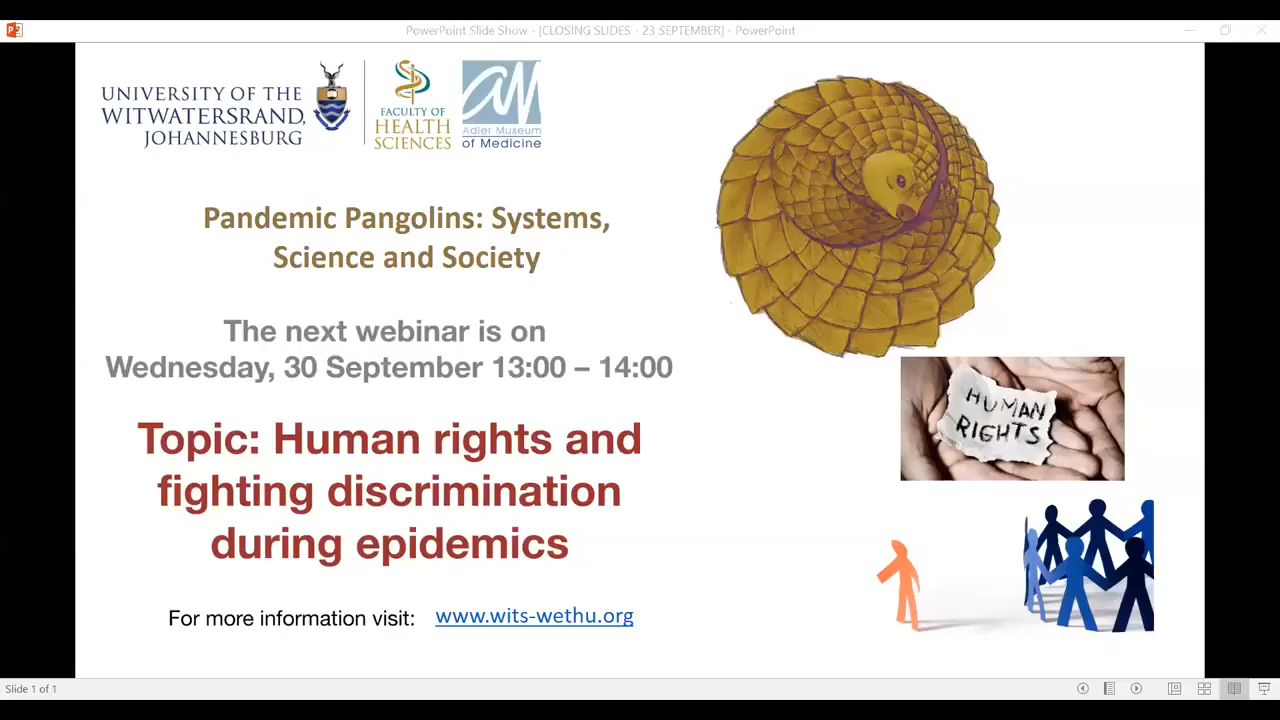 PowerPoint Slide Show - [CLOSING SLIDES - 23 SEPTEMBER] - PowerPoint
UNIVERSITY OF THE
WITWATERSRAND,
JOHANNESBURG
FACULTY OF
HEALTH
SCIENCES
AM
Adler Museum
of Medicine
Pandemic Pangolins: Systems,
Science and Society
The next webinar is on
Wednesday, 30 September 13:00 – 14:00
HUMAN
RIGHTS
Topic: Human rights and
fighting discrimination
during epidemics
For more information visit: www.wits-wethu.org
Slide 1 of 1